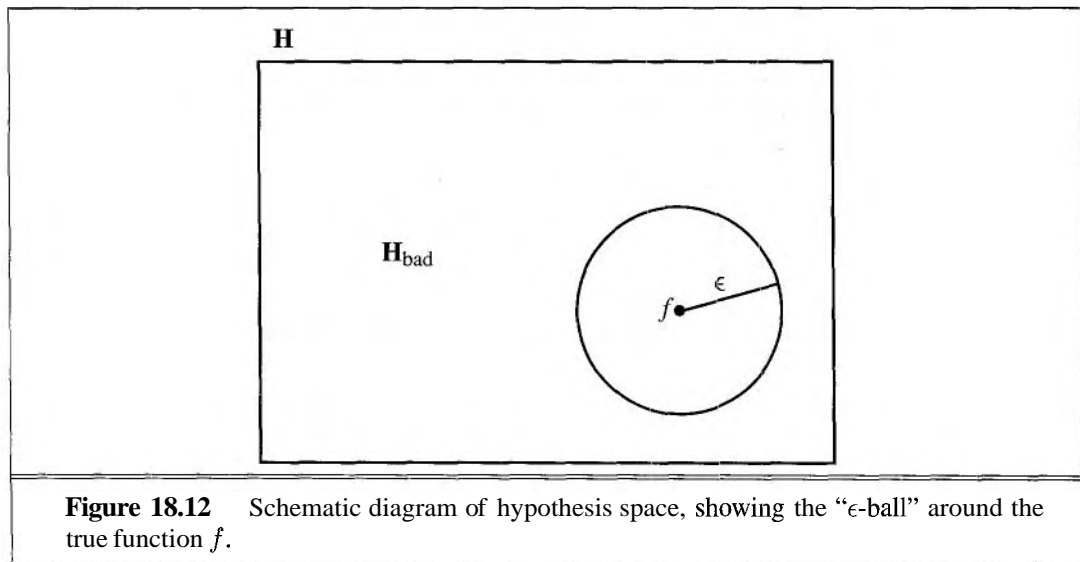 H
H_bad
ϵ
f
Figure 18.12 Schematic diagram of hypothesis space, showing the “ϵ-ball” around the
true function f.